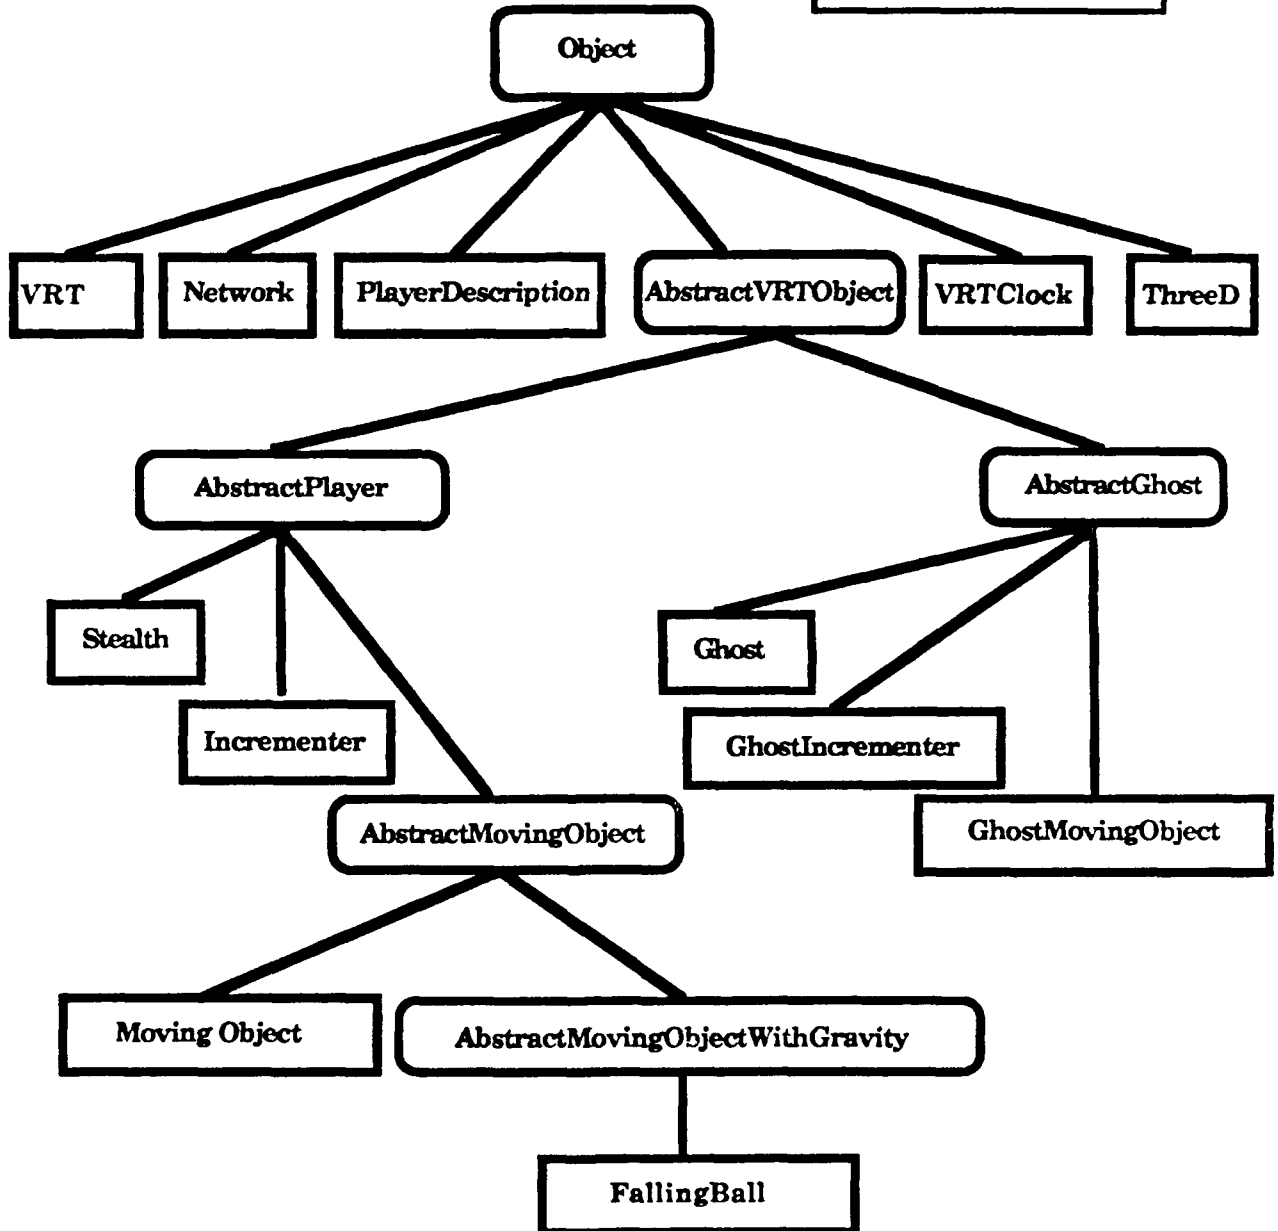 Object
VRT
Network
PlayerDescription
AbstractVRTObject
VRTClock
ThreeD
AbstractPlayer
AbstractGhost
Stealth
Ghost
Incrementer
GhostIncrementer
AbstractMovingObject
GhostMovingObject
Moving Object
AbstractMovingObjectWithGravity
FallingBall